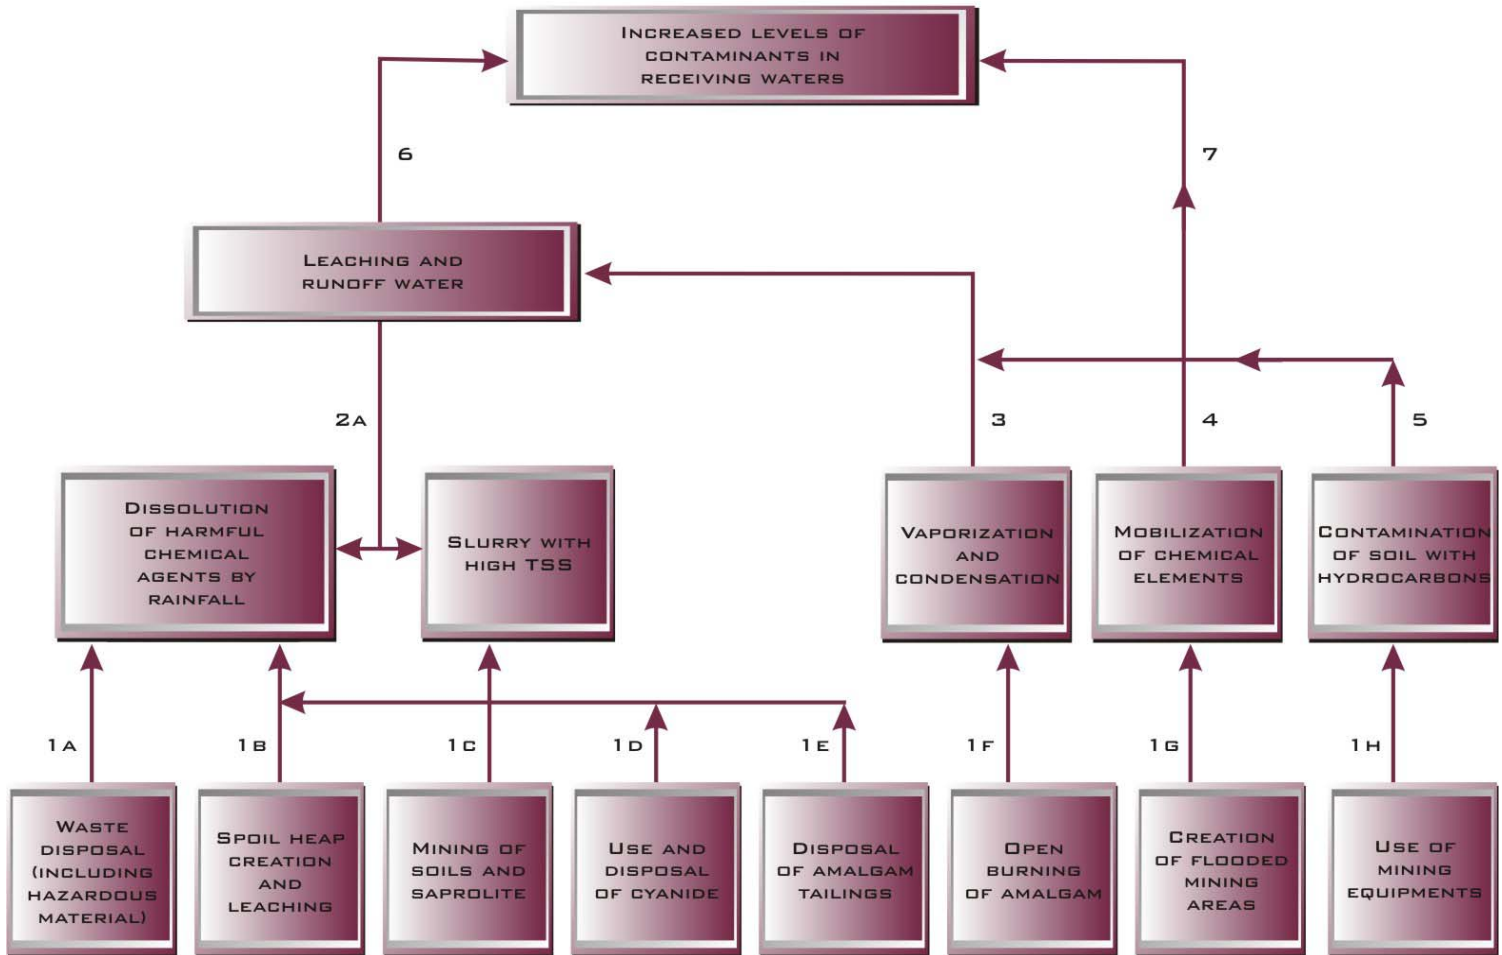 INCREASED LEVELS OF
CONTAMINANTS IN
RECEIVING WATERS
6
7
LEACHING AND
RUNOFF WATER
2A
3
4
5
DISSOLUTION
OF HARMFUL
CHEMICAL
AGENTS BY
RAINFALL
SLURRY WITH
HIGH TSS
VAPORIZATION
AND
CONDENSATION
MOBILIZATION
OF CHEMICAL
ELEMENTS
CONTAMINATION
OF SOIL WITH
HYDROCARBONS
1A
1B
1C
1D
1E
1F
1G
1H
WASTE
DISPOSAL
(INCLUDING
HAZARDOUS
MATERIAL)
SPOIL HEAP
CREATION
AND
LEACHING
MINING OF
SOILS AND
SAPROLITE
USE AND
DISPOSAL
OF CYANIDE
DISPOSAL
OF AMALGAM
TAILINGS
OPEN
BURNING
OF AMALGAM
CREATION
OF FLOODED
MINING
AREAS
USE OF
MINING
EQUIPMENTS